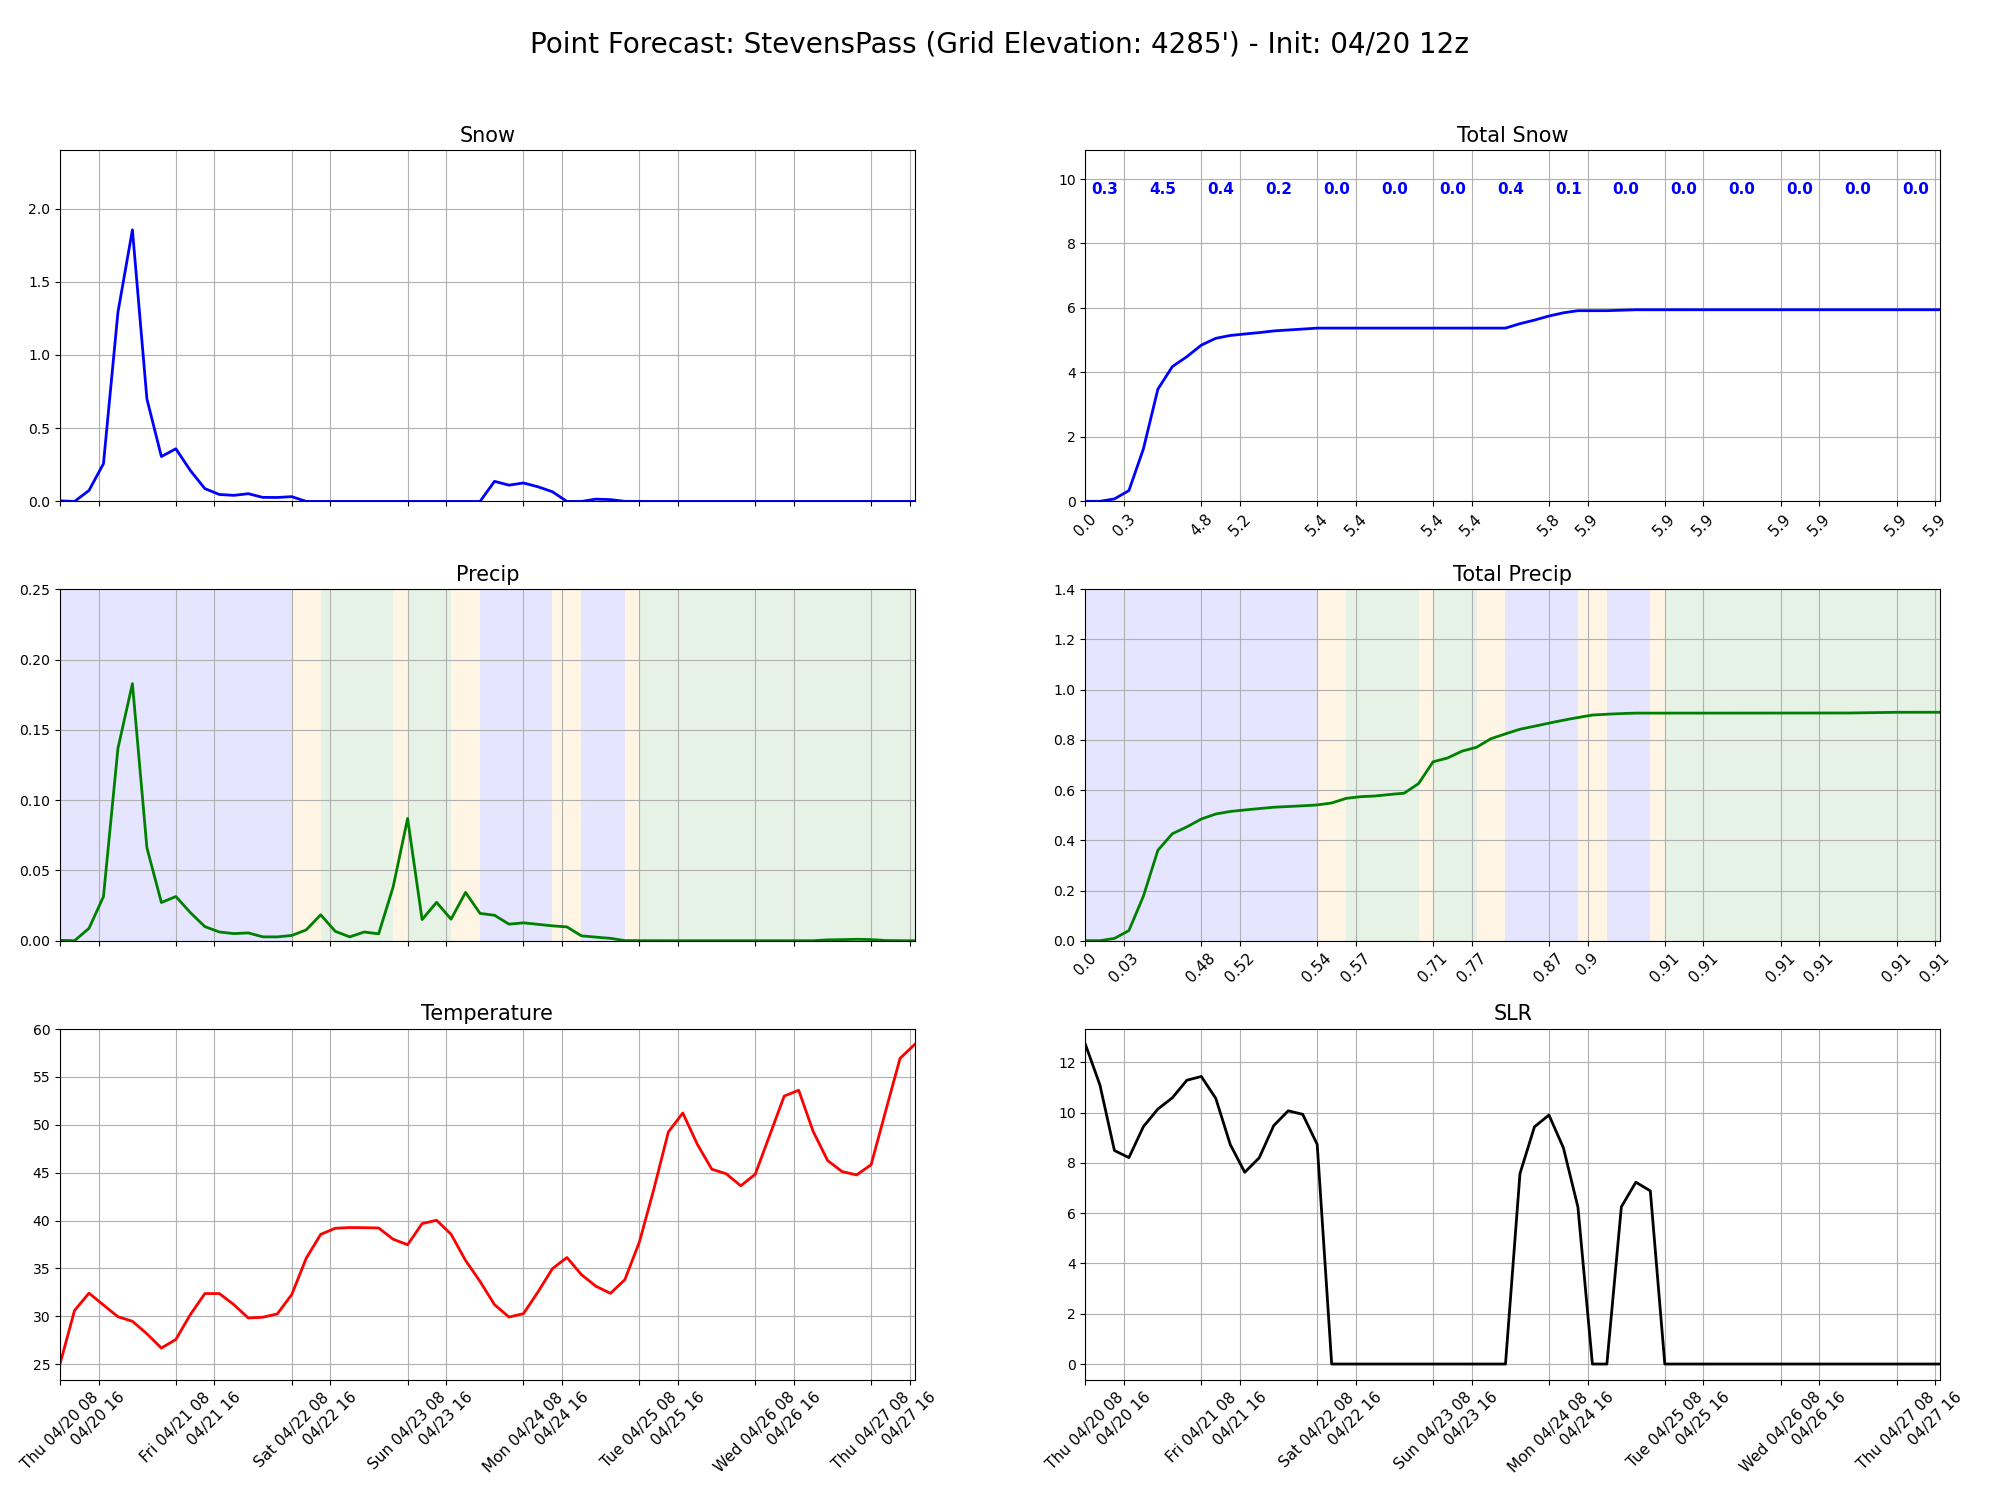 Point Forecast: StevensPass (Grid Elevation: 4285') - Init: 04/20 12z
Snow
2.0
1.5
1.0
0.5
0.0
Total Snow
10
8
6
4
2
0
0.3 4.5 0.4 0.2 0.0 0.0 0.0 0.4 0.1 0.0 0.0 0.0 0.0 0.0 0.0
0.0 0.3 4.8 5.2 5.4 5.4 5.4 5.4 5.8 5.9 5.9 5.9 5.9 5.9 5.9 5.9
Precip
0.25
0.20
0.15
0.10
0.05
0.00
Total Precip
1.4
1.2
1.0
0.8
0.6
0.4
0.2
0.0
0.0 0.03 0.48 0.52 0.54 0.57 0.71 0.77 0.87 0.9 0.91 0.91 0.91 0.91 0.91 0.91
Temperature
60
55
50
45
40
35
30
25
Thu 04/20 08
04/20 16
Fri 04/21 08
04/21 16
Sat 04/22 08
04/22 16
Sun 04/23 08
04/23 16
Mon 04/24 08
04/24 16
Tue 04/25 08
04/25 16
Wed 04/26 08
04/26 16
Thu 04/27 08
04/27 16
SLR
12
10
8
6
4
2
0
Thu 04/20 08
04/20 16
Fri 04/21 08
04/21 16
Sat 04/22 08
04/22 16
Sun 04/23 08
04/23 16
Mon 04/24 08
04/24 16
Tue 04/25 08
04/25 16
Wed 04/26 08
04/26 16
Thu 04/27 08
04/27 16